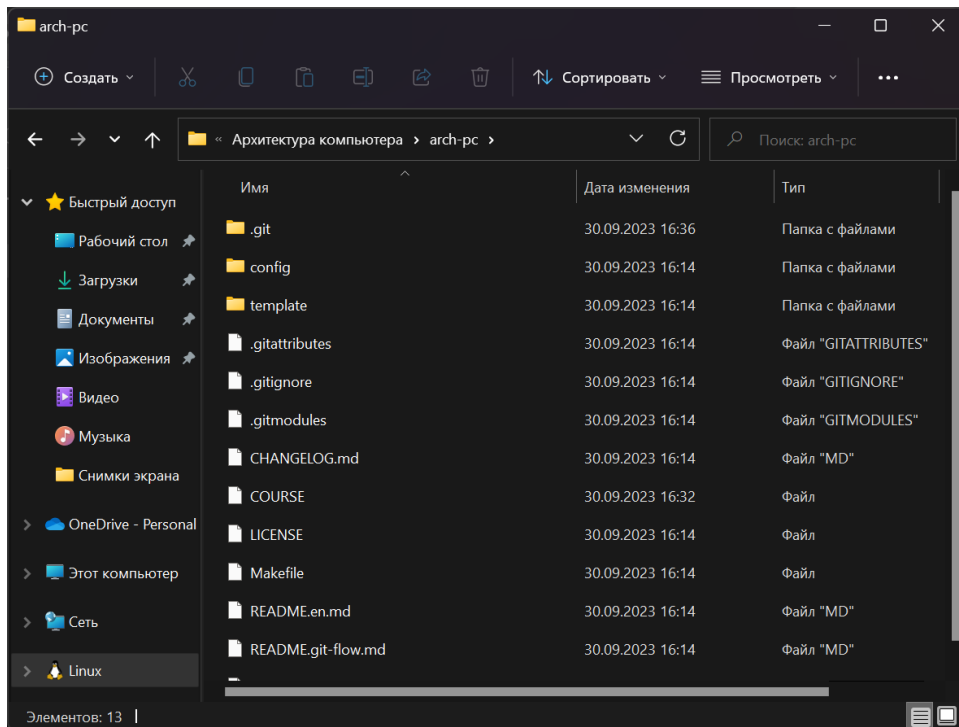 arch-pc
Создать Сортировать Просмотреть
« Архитектура компьютера › arch-pc › Поиск: arch-pc
Быстрый доступ
Рабочий стол
Загрузки
Документы
Изображения
Видео
Музыка
Снимки экрана
OneDrive - Personal
Этот компьютер
Сеть
Linux
Имя Дата изменения Тип
.git 30.09.2023 16:36 Папка с файлами
config 30.09.2023 16:14 Папка с файлами
template 30.09.2023 16:14 Папка с файлами
.gitattributes 30.09.2023 16:14 Файл "GITATTRIBUTES"
.gitignore 30.09.2023 16:14 Файл "GITIGNORE"
.gitmodules 30.09.2023 16:14 Файл "GITMODULES"
CHANGELOG.md 30.09.2023 16:14 Файл "MD"
COURSE 30.09.2023 16:32 Файл
LICENSE 30.09.2023 16:14 Файл
Makefile 30.09.2023 16:14 Файл
README.en.md 30.09.2023 16:14 Файл "MD"
README.git-flow.md 30.09.2023 16:14 Файл "MD"
Элементов: 13